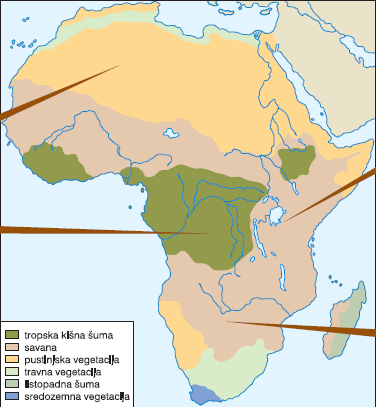 tropska kišna šuma
savana
pustinjska vegetacija
travna vegetacija
listopadna šuma
sredozemna vegetacija